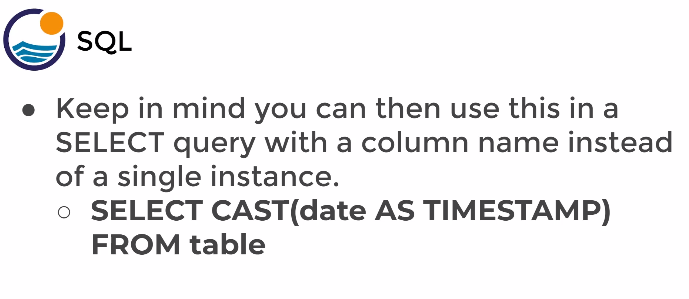 SQL
● Keep in mind you can then use this in a
SELECT query with a column name instead
of a single instance.
○ SELECT CAST(date AS TIMESTAMP)
FROM table